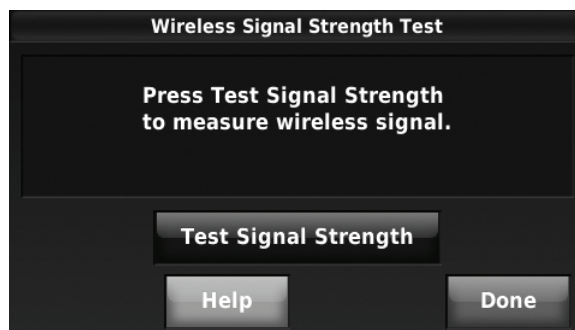 Wireless Signal Strength Test
Press Test Signal Strength
to measure wireless signal.
Test Signal Strength
Help
Done